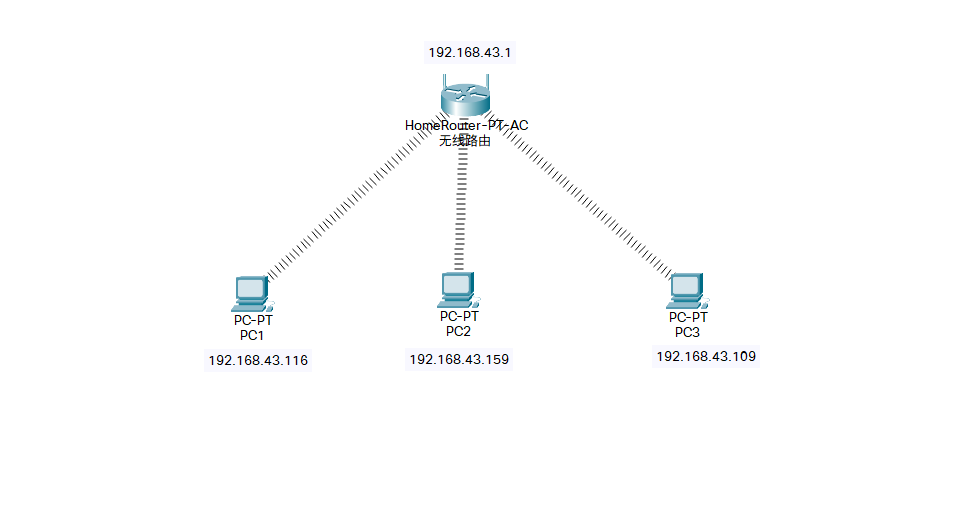 192.168.43.1
HomeRouter-PT-AC
无线路由
PC-PT
PC1
192.168.43.116
PC-PT
PC2
192.168.43.159
PC-PT
PC3
192.168.43.109